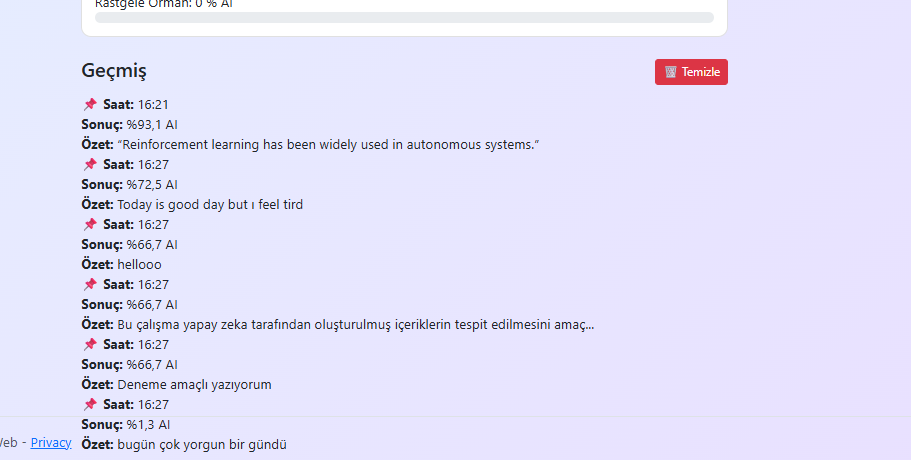 Rastgele Orman: 0 % AI
Geçmiş
Temizle
Saat: 16:21
Sonuç: %93,1 AI
Özet: “Reinforcement learning has been widely used in autonomous systems.”
Saat: 16:27
Sonuç: %72,5 AI
Özet: Today is good day but ı feel tird
Saat: 16:27
Sonuç: %66,7 AI
Özet: hellooo
Saat: 16:27
Sonuç: %66,7 AI
Özet: Bu çalışma yapay zeka tarafından oluşturulmuş içeriklerin tespit edilmesini amaç...
Saat: 16:27
Sonuç: %66,7 AI
Özet: Deneme amaçlı yazıyorum
Saat: 16:27
Sonuç: %1,3 AI
Özet: bugün çok yorgun bir gündü
- Privacy